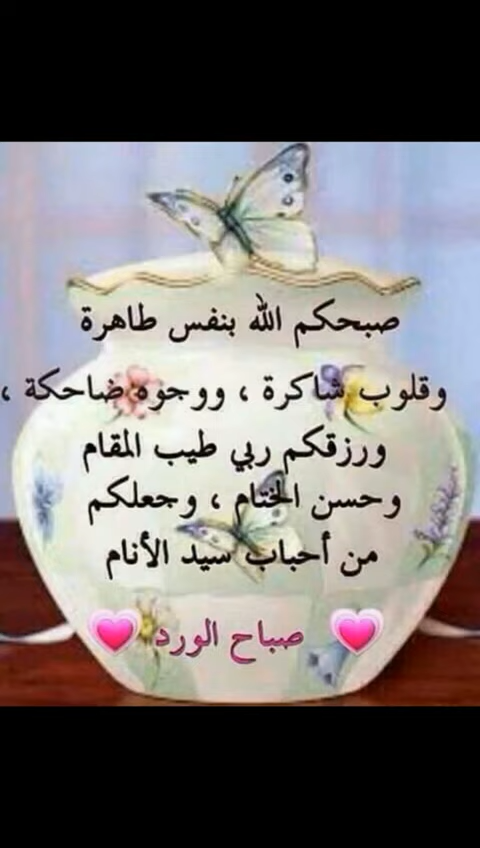 صبحكم الله بنفس طاهرة
وقلوب شاكرة ، ووجوه ضاحكة ،
ورزقكم ربي طيب المقام
وحسن الختام ، وجعلكم
من أحباب سيد الأنام
صباح الورد